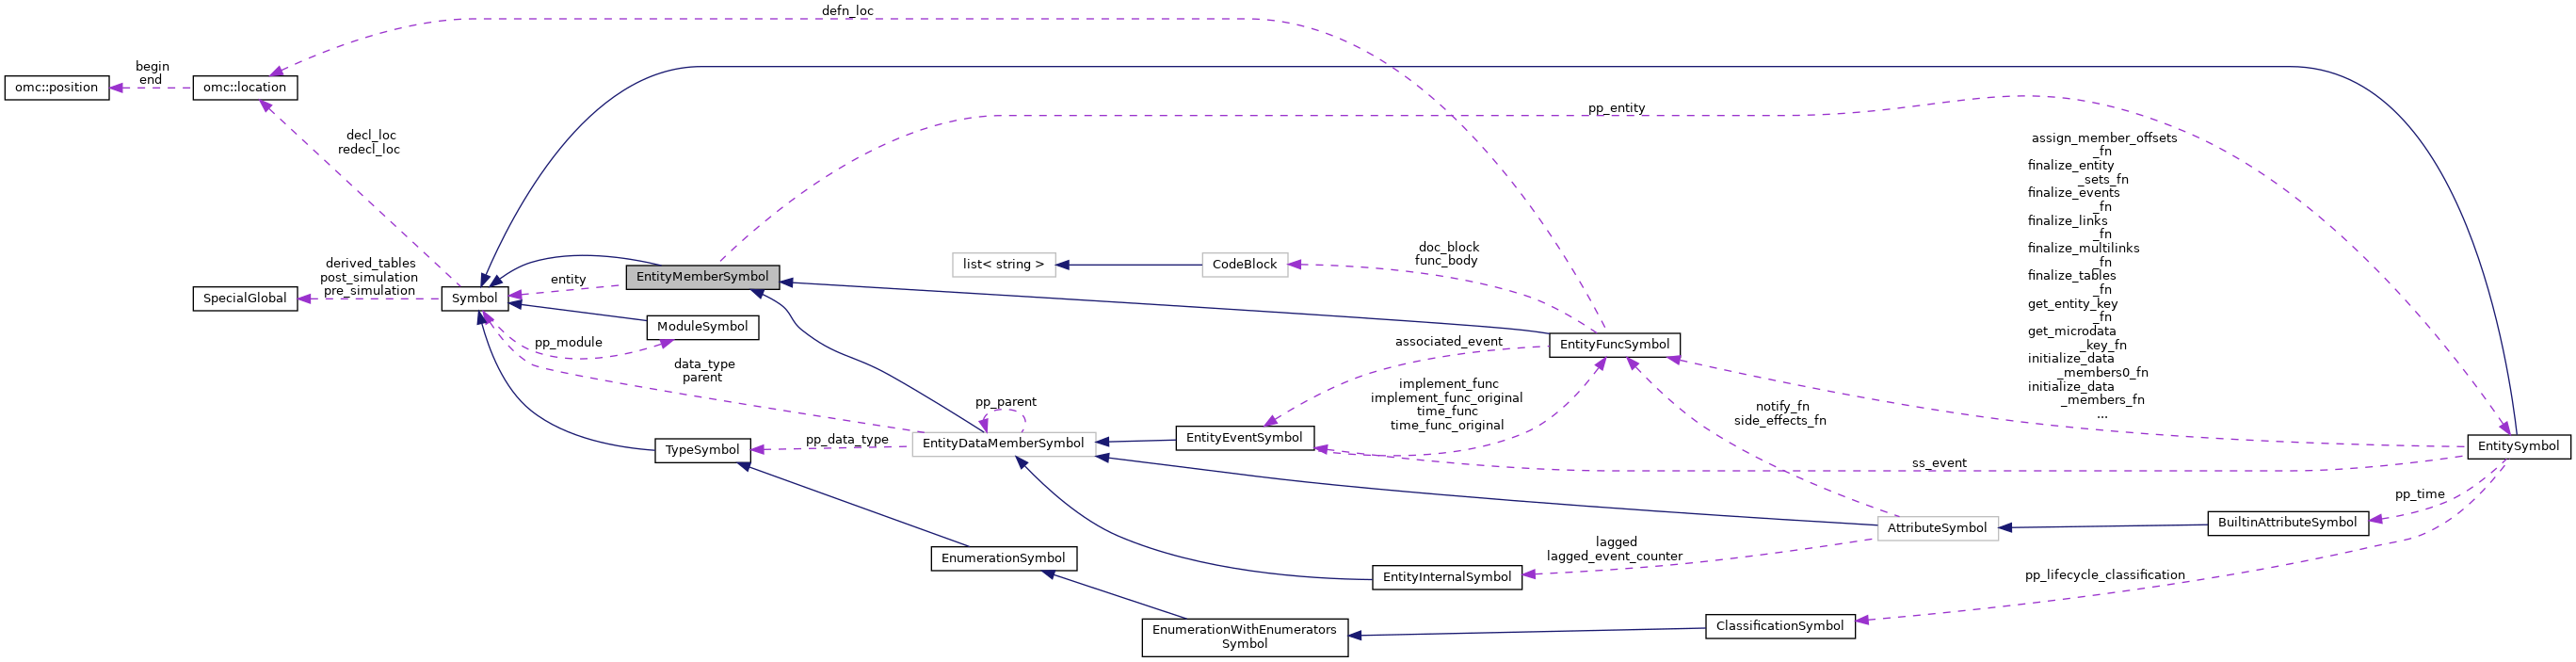 defn_loc
begin
end
omc::position
omc::location
pp_entity
decl_loc
redecl_loc
assign_member_offsets
_fn
finalize_entity
_sets_fn
finalize_events
_fn
finalize_links
_fn
finalize_multilinks
_fn
finalize_tables
_fn
get_entity_key
_fn
get_microdata
_key_fn
initialize_data
_members0_fn
initialize_data
_members_fn
...
derived_tables
post_simulation
pre_simulation
SpecialGlobal
Symbol
entity
EntityMemberSymbol
list< string >
CodeBlock
doc_block
func_body
ModuleSymbol
pp_module
data_type
parent
associated_event
EntityFuncSymbol
implement_func
implement_func_original
time_func
time_func_original
pp_parent
notify_fn
side_effects_fn
TypeSymbol
pp_data_type
EntityDataMemberSymbol
EntityEventSymbol
EntitySymbol
ss_event
pp_time
AttributeSymbol
BuiltinAttributeSymbol
lagged
lagged_event_counter
EnumerationSymbol
EntityInternalSymbol
pp_lifecycle_classification
EnumerationWithEnumerators
Symbol
ClassificationSymbol